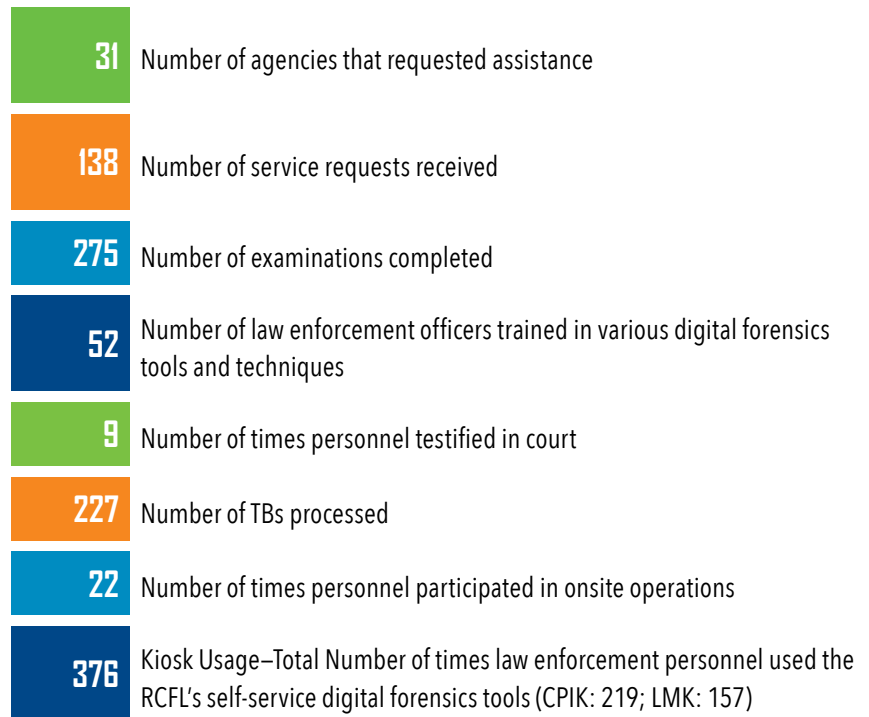 31 Number of agencies that requested assistance
138 Number of service requests received
275 Number of examinations completed
52 Number of law enforcement officers trained in various digital forensics
tools and techniques
9 Number of times personnel testified in court
227 Number of TBs processed
22 Number of times personnel participated in onsite operations
376 Kiosk Usage—Total Number of times law enforcement personnel used the
RCFL's self-service digital forensics tools (CPIK: 219; LMK: 157)